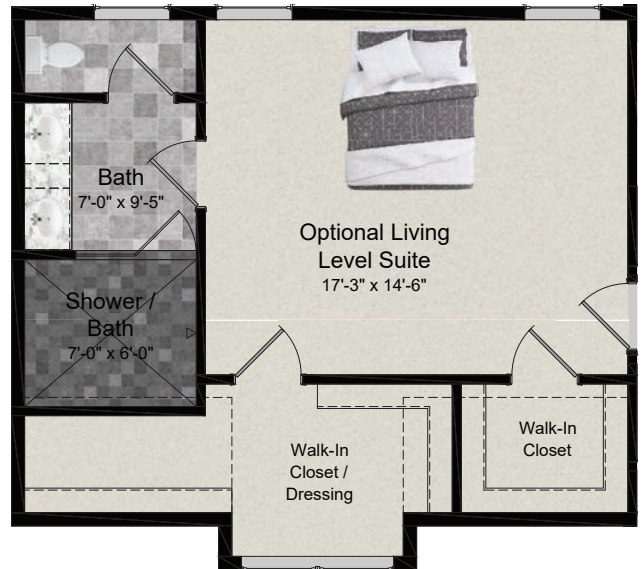 Bath
7'-0" x 9'-5"
Optional Living
Level Suite
17'-3" x 14'-6"
Shower /
Bath
7'-0" x 6'-0"
Walk-In
Closet /
Dressing
Walk-In
Closet